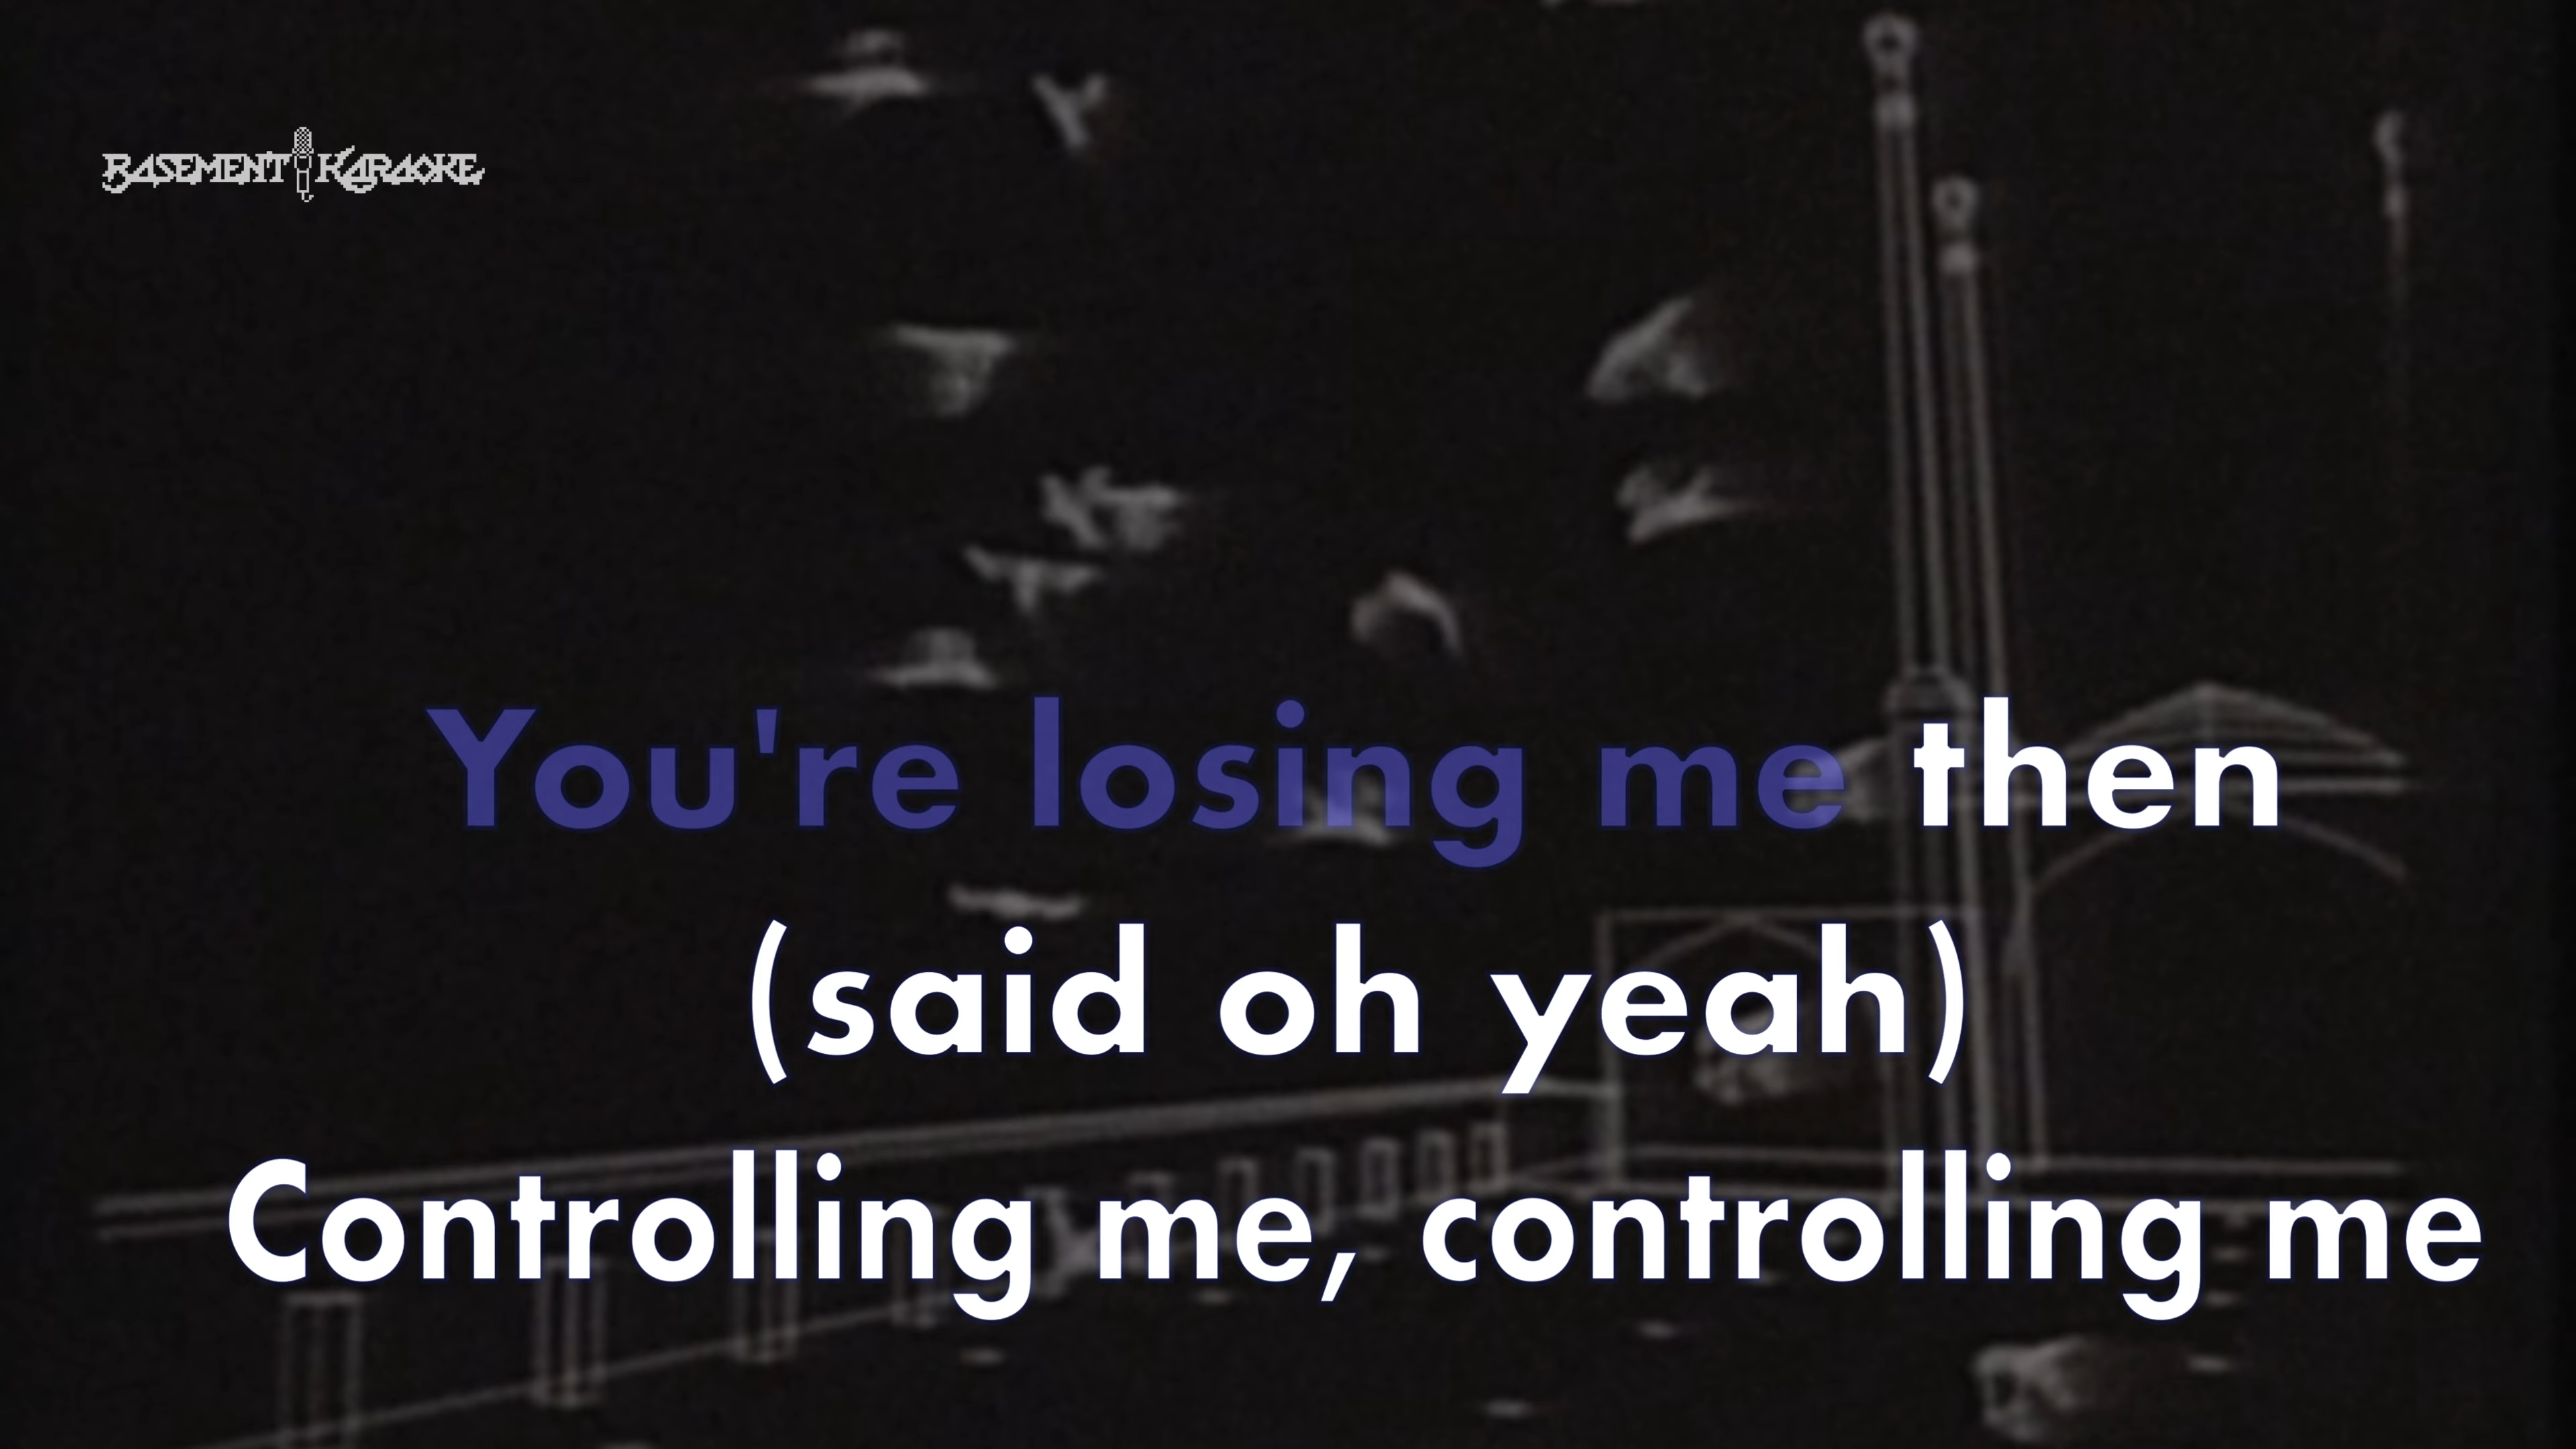 BASEMENT KARAOKE
You're losing me then
(said oh yeah)
Controlling me, controlling me